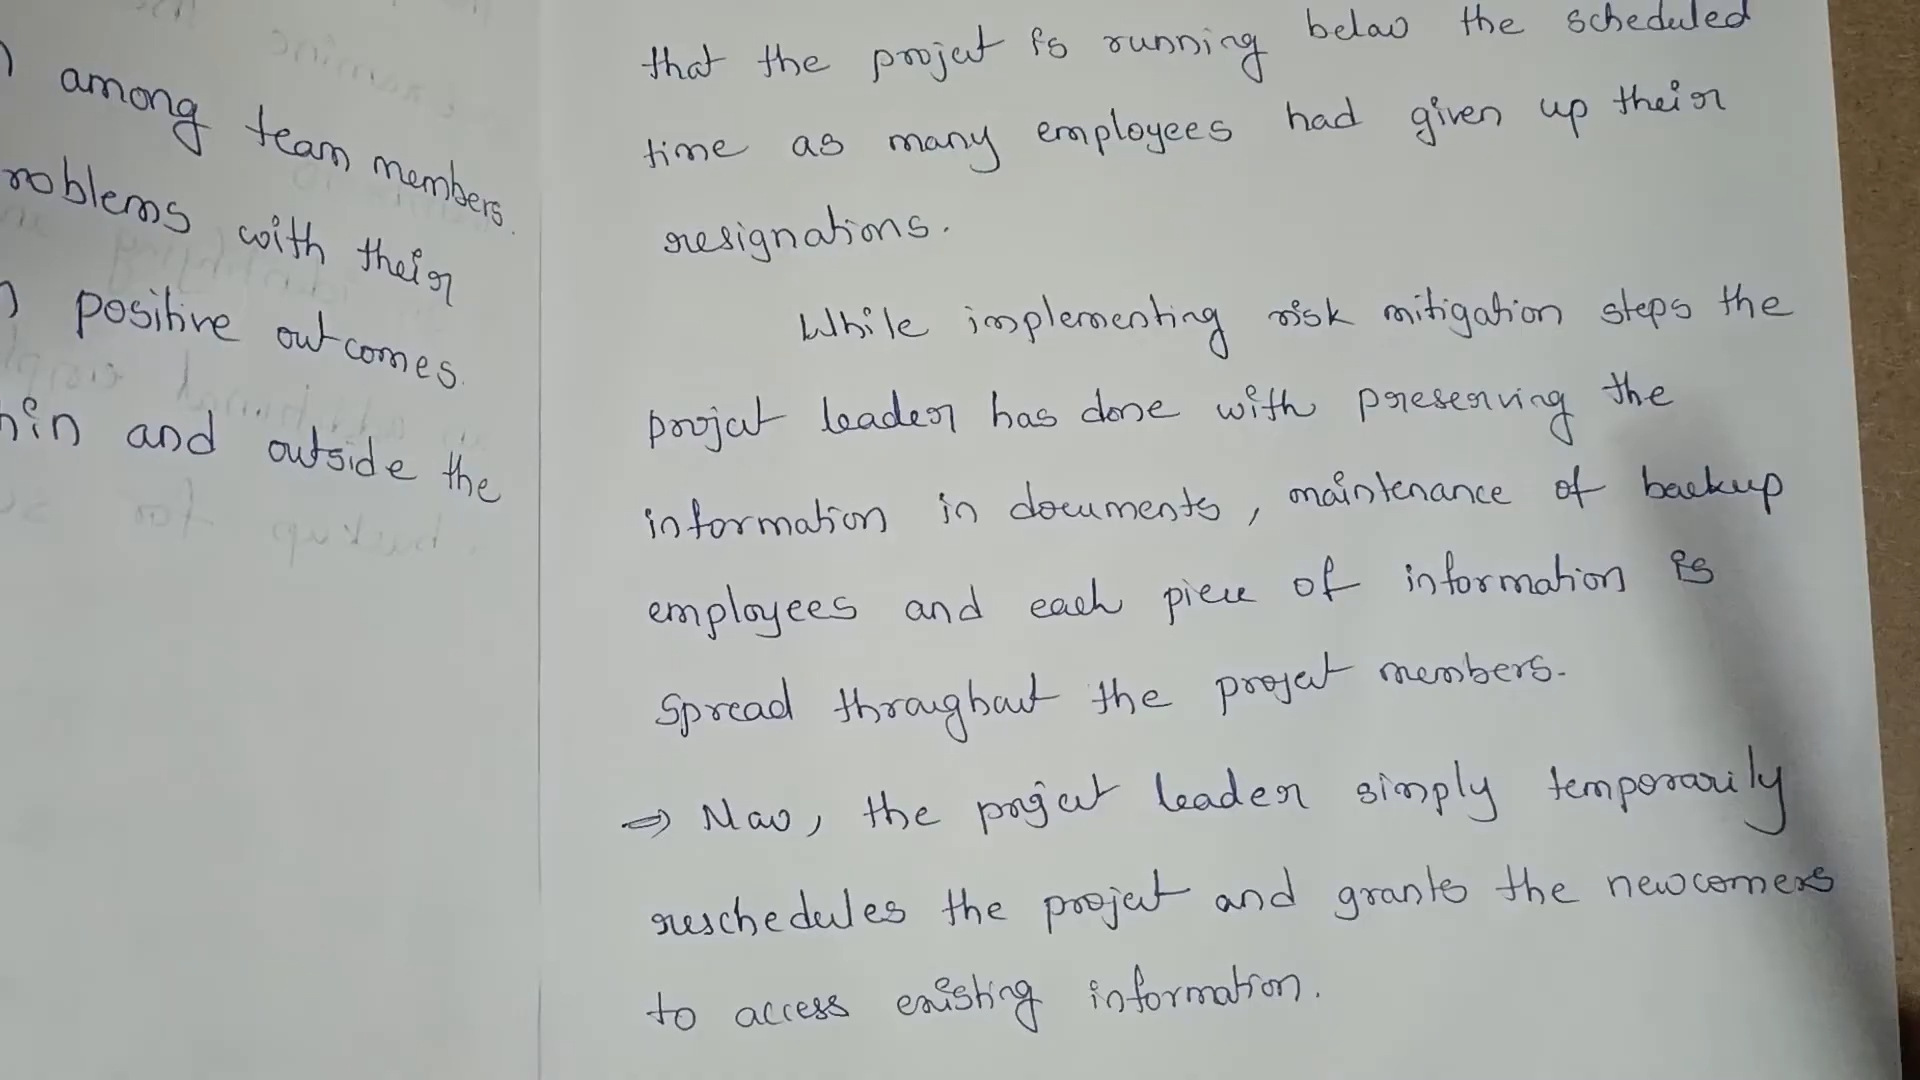 among team members.
roblems with their
positive outcomes.
hin and outside the
that the project is running below the scheduled
time as many employees had given up their
resignations.
While implementing risk mitigation steps the
project leader has done with preserving the
information in documents, maintenance of backup
employees and each piece of information is
spread throughout the project members.
⇒ Now, the project leader simply temporarily
reschedules the project and grants the newcomers
to access existing information.